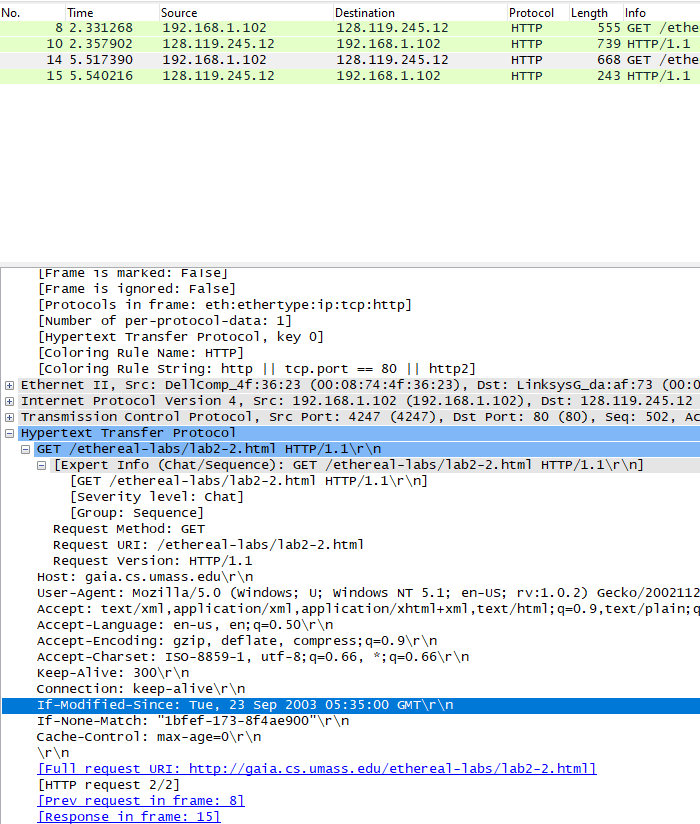 No. Time Source Destination Protocol Length Info
8 2.331268 192.168.1.102 128.119.245.12 HTTP 555 GET /ethe
10 2.357902 128.119.245.12 192.168.1.102 HTTP 739 HTTP/1.1
14 5.517390 192.168.1.102 128.119.245.12 HTTP 668 GET /ethe
15 5.540216 128.119.245.12 192.168.1.102 HTTP 243 HTTP/1.1
[Frame is marked: False]
[Frame is ignored: False]
[Protocols in frame: eth:ethertype:ip:tcp:http]
[Number of per-protocol-data: 1]
[Hypertext Transfer Protocol, key 0]
[Coloring Rule Name: HTTP]
[Coloring Rule String: http || tcp.port == 80 || http2]
Ethernet II, Src: DellComp_4f:36:23 (00:08:74:4f:36:23), Dst: LinksysG_da:af:73 (00:0
Internet Protocol Version 4, Src: 192.168.1.102 (192.168.1.102), Dst: 128.119.245.12
Transmission Control Protocol, Src Port: 4247 (4247), Dst Port: 80 (80), Seq: 502, Ac
Hypertext Transfer Protocol
GET /ethereal-labs/lab2-2.html HTTP/1.1\r\n
[Expert Info (Chat/Sequence): GET /ethereal-labs/lab2-2.html HTTP/1.1\r\n]
[GET /ethereal-labs/lab2-2.html HTTP/1.1\r\n]
[Severity level: Chat]
[Group: Sequence]
Request Method: GET
Request URI: /ethereal-labs/lab2-2.html
Request Version: HTTP/1.1
Host: gaia.cs.umass.edu\r\n
User-Agent: Mozilla/5.0 (Windows; U; Windows NT 5.1; en-US; rv:1.0.2) Gecko/2002112
Accept: text/xml,application/xml,application/xhtml+xml,text/html;q=0.9,text/plain;q
Accept-Language: en-us, en;q=0.50\r\n
Accept-Encoding: gzip, deflate, compress;q=0.9\r\n
Accept-Charset: ISO-8859-1, utf-8;q=0.66, *;q=0.66\r\n
Keep-Alive: 300\r\n
Connection: keep-alive\r\n
If-Modified-Since: Tue, 23 Sep 2003 05:35:00 GMT\r\n
If-None-Match: "1bfef-173-8f4ae900"\r\n
Cache-Control: max-age=0\r\n
\r\n
[Full request URI: http://gaia.cs.umass.edu/ethereal-labs/lab2-2.html]
[HTTP request 2/2]
[Prev request in frame: 8]
[Response in frame: 15]